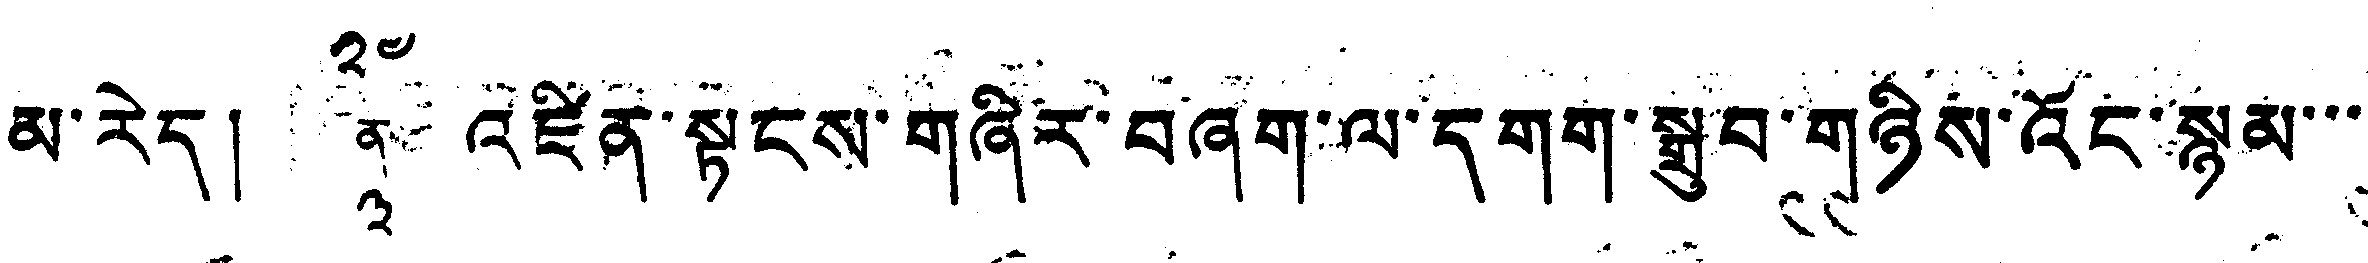 མ་རེད། འཛིན་སྟངས་གཞིར་བཞག་ལ་དགག་སྒྲུབ་གཉིས་འོང་སྙམ་་་